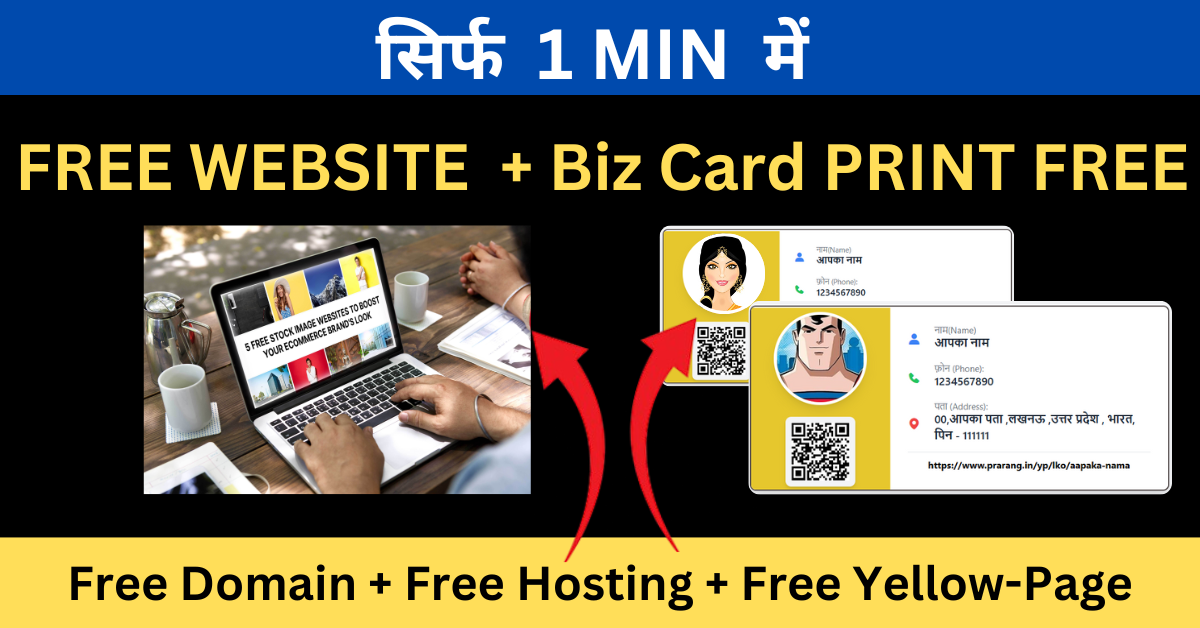 सिर्फ 1 MIN में
FREE WEBSITE + Biz Card PRINT FREE
5 FREE STOCK IMAGE WEBSITES TO BOOST
YOUR ECOMMERCE BRAND'S LOOK
नाम(Name)
आपका नाम
फ़ोन (Phone):
1234567890
नाम(Name)
आपका नाम
फ़ोन (Phone):
1234567890
पता (Address):
00,आपका पता ,लखनऊ ,उत्तर प्रदेश , भारत,
पिन - 111111
https://www.prarang.in/yp/lko/aapaka-nama
Free Domain + Free Hosting + Free Yellow-Page